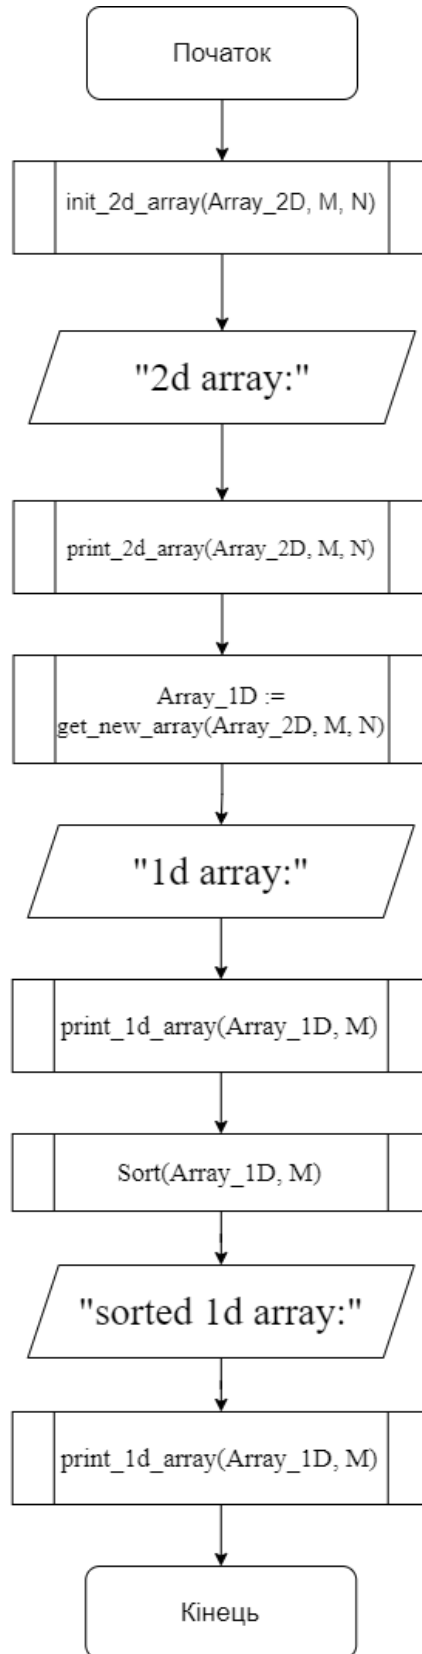 Початок
init_2d_array(Array_2D, M, N)
"2d array:"
print_2d_array(Array_2D, M, N)
Array_1D :=
get_new_array(Array_2D, M, N)
"1d array:"
print_1d_array(Array_1D, M)
Sort(Array_1D, M)
"sorted 1d array:"
print_1d_array(Array_1D, M)
Кінець